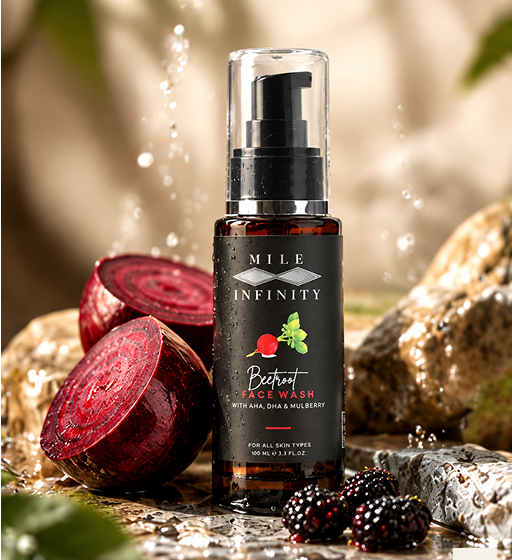 MILE
INFINITY
Beetroot
FACE WASH
WITH AHA, DHA & MULBERRY
FOR ALL SKIN TYPES
100 ML ℮ 3.3 FL.OZ.